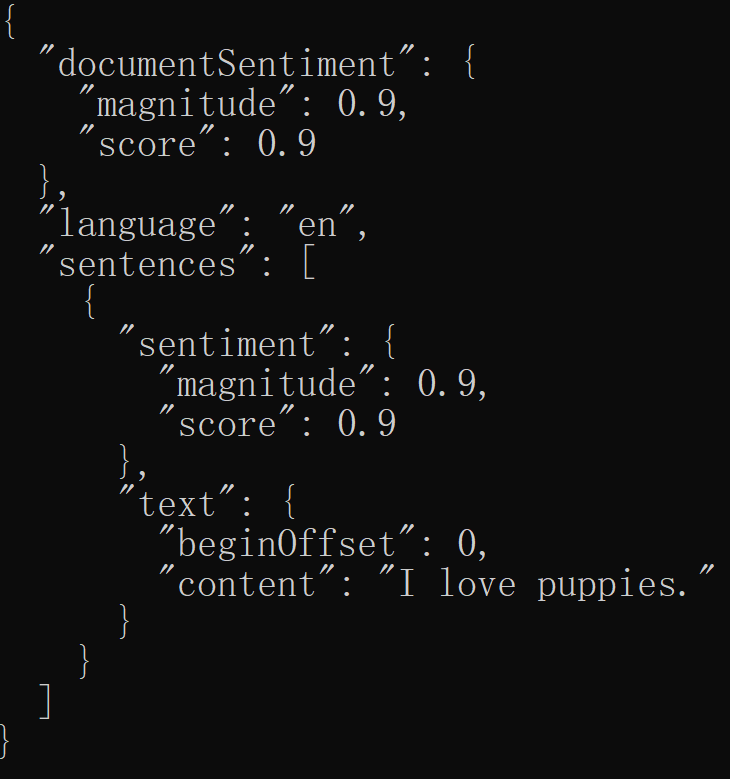 {
  "documentSentiment": {
    "magnitude": 0.9,
    "score": 0.9
  },
  "language": "en",
  "sentences": [
    {
      "sentiment": {
        "magnitude": 0.9,
        "score": 0.9
      },
      "text": {
        "beginOffset": 0,
        "content": "I love puppies."
      }
    }
  ]
}